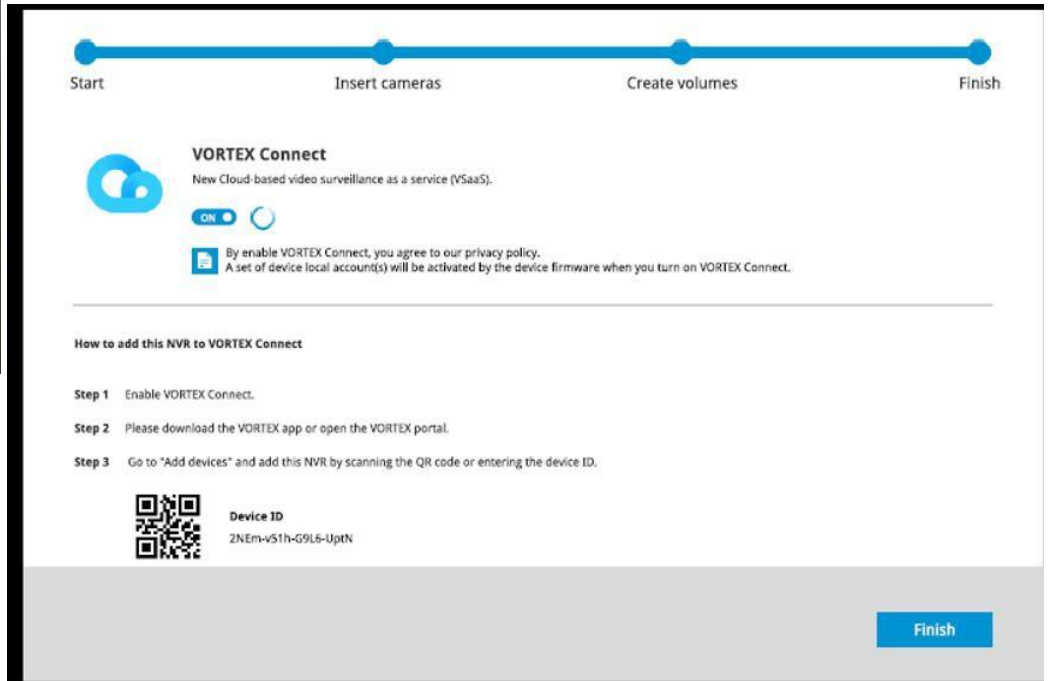 Start
Insert cameras
Create volumes
Finish
VORTEX Connect
New Cloud-based video surveillance as a service (VSaaS).
ON
By enable VORTEX Connect, you agree to our privacy policy.
A set of device local account(s) will be activated by the device firmware when you turn on VORTEX Connect.
How to add this NVR to VORTEX Connect
Step 1 Enable VORTEX Connect.
Step 2 Please download the VORTEX app or open the VORTEX portal.
Step 3 Go to "Add devices" and add this NVR by scanning the QR code or entering the device ID.
Device ID
2NEm-v51h-G9L6-UptN
Finish